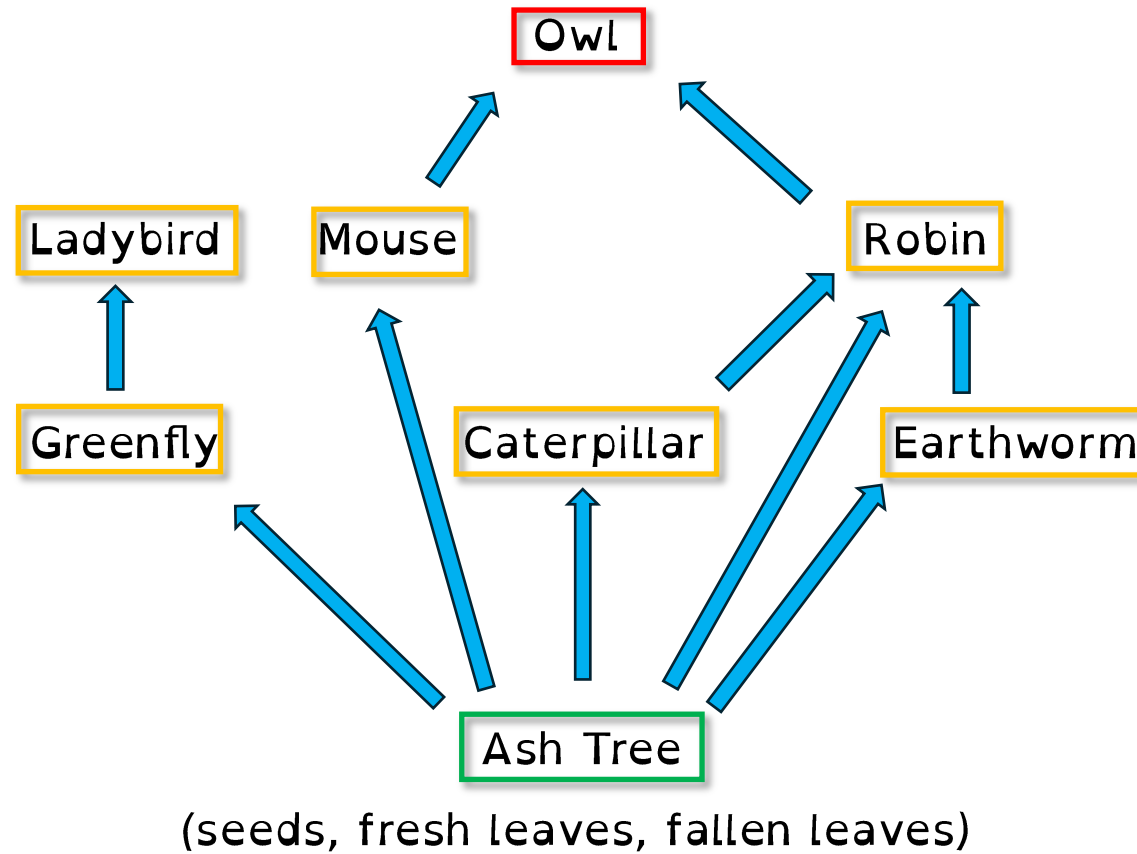 Owl
Ladybird
Mouse
Robin
Greenfly
Caterpillar
Earthworm
Ash Tree
(seeds, fresh leaves, fallen leaves)